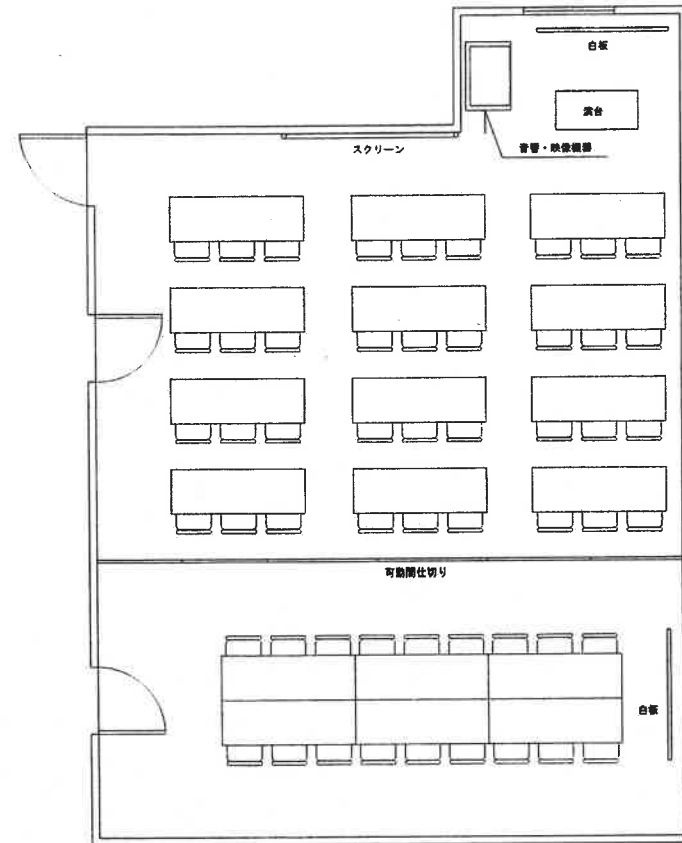 白板
演台
スクリーン
音響・映像機器
可動間仕切り
白板